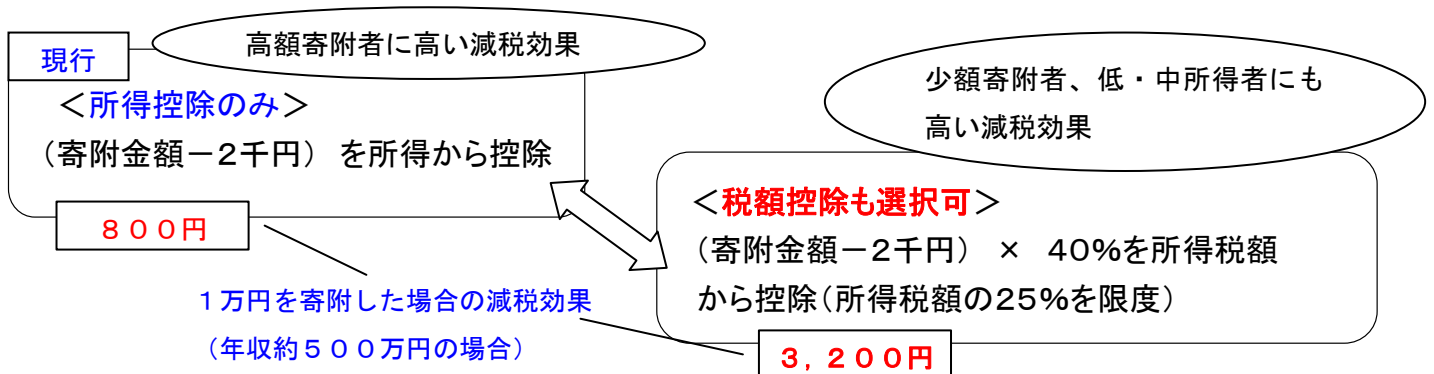 現行
高額寄附者に高い減税効果
＜所得控除のみ＞
（寄附金額－２千円） を所得から控除
８００円
少額寄附者、低・中所得者にも
高い減税効果
＜税額控除も選択可＞
（寄附金額－２千円） × ４０％を所得税額
から控除（所得税額の２５％を限度）
１万円を寄附した場合の減税効果
（年収約５００万円の場合）
３，２００円